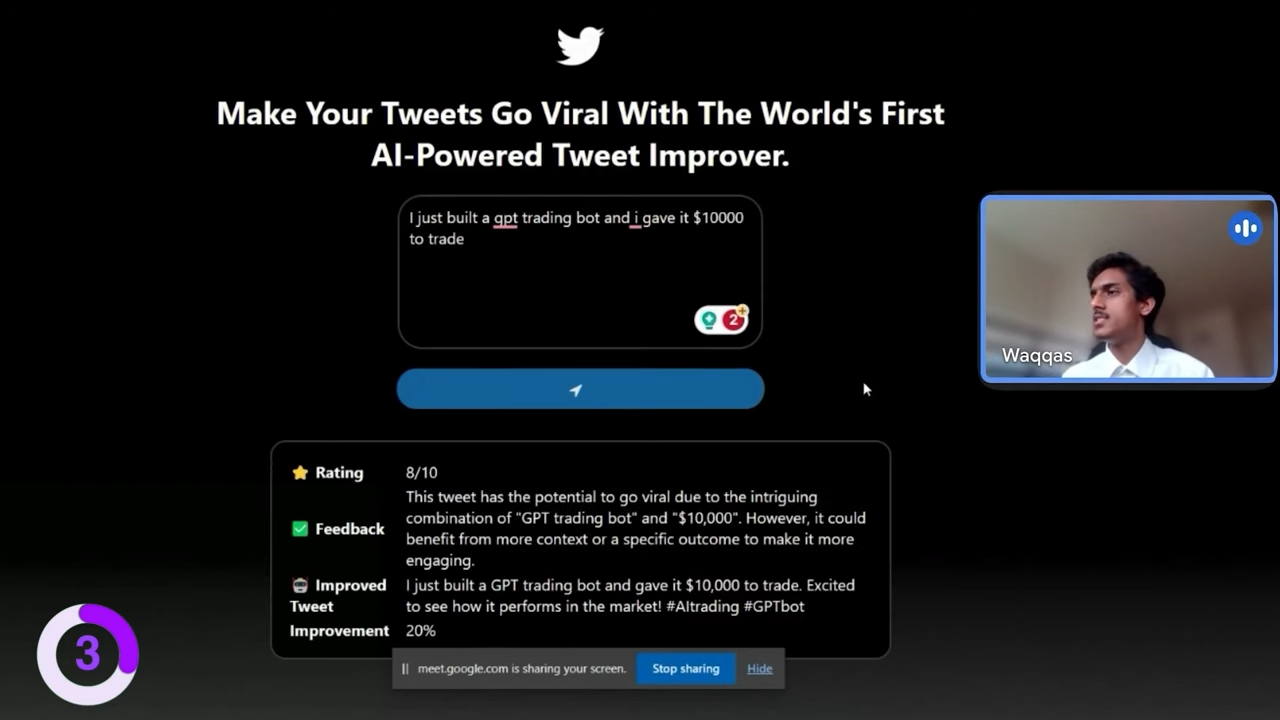 Make Your Tweets Go Viral With The World's First
AI-Powered Tweet Improver.
I just built a gpt trading bot and i gave it $10000
to trade
2
Waqqas
⭐ Rating 8/10
✅ Feedback
This tweet has the potential to go viral due to the intriguing
combination of "GPT trading bot" and "$10,000". However, it could
benefit from more context or a specific outcome to make it more
engaging.
🤖 Improved
Tweet
I just built a GPT trading bot and gave it $10,000 to trade. Excited
to see how it performs in the market! #AItrading #GPTbot
Improvement 20%
meet.google.com is sharing your screen. Stop sharing Hide
3